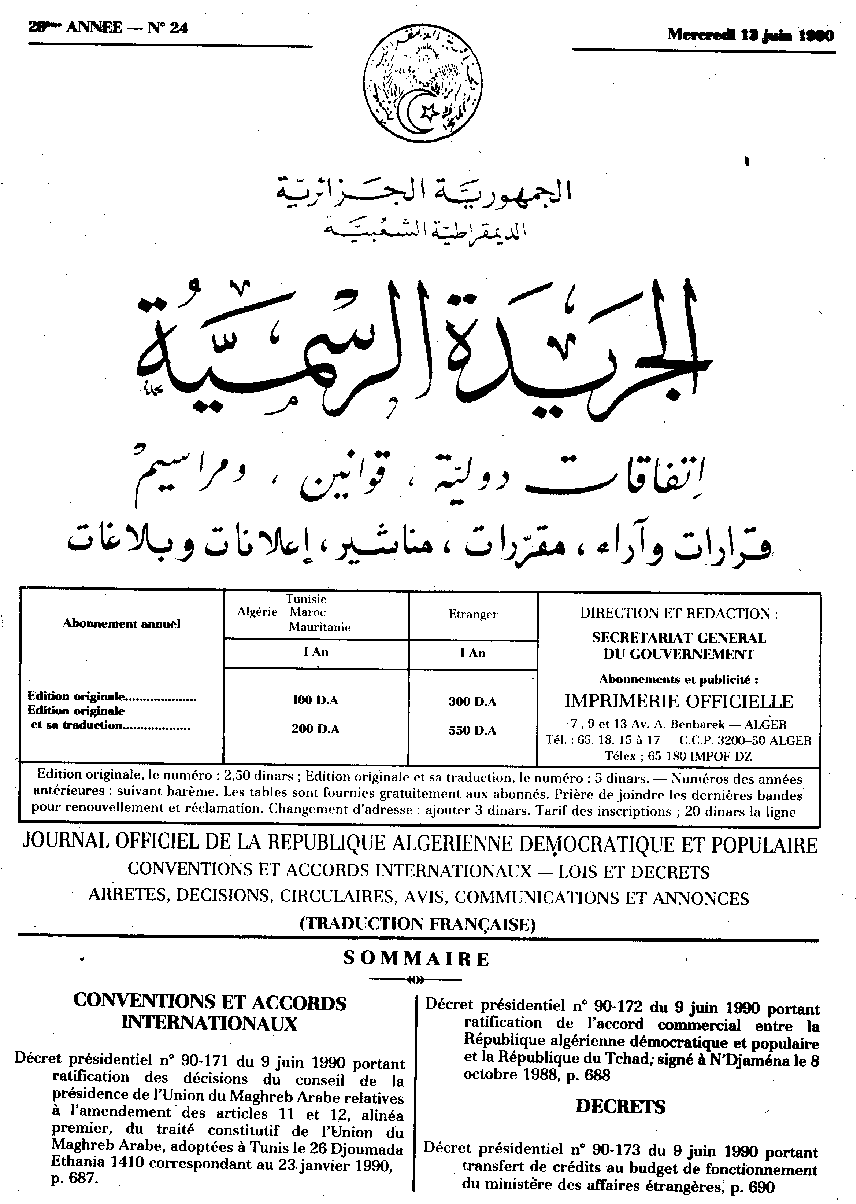 29ème ANNEE — N° 24
Mercredi 13 juin 1990
الجمهورية الجزائرية
الديمقراطية الشعبية
الجريدة الرسمية
إتفاقات دولية ، قوانين ، ومراسيم
قرارات وآراء ، مقررات ، مناشير ، إعلانات وبلاغات
Abonnement annuel
Tunisie
Algérie Maroc
Mauritanie
Etranger
1 An
1 An
Edition originale....................
Edition originale
et sa traduction...................
100 D.A
300 D.A
200 D.A
550 D.A
DIRECTION ET REDACTION :
SECRETARIAT GENERAL
DU GOUVERNEMENT
Abonnements et publicité :
IMPRIMERIE OFFICIELLE
7, 9 et 13 Av. A. Benbarek — ALGER
Tél. : 65. 18. 15 à 17 C.C.P. 3200-50 ALGER
Télex ; 65 180 IMPOF DZ
Edition originale, le numéro : 2,50 dinars ; Edition originale et sa traduction, le numéro : 5 dinars. — Numéros des années
antérieures : suivant barème. Les tables sont fournies gratuitement aux abonnés. Prière de joindre les dernières bandes
pour renouvellement et réclamation. Changement d'adresse : ajouter 3 dinars. Tarif des inscriptions ; 20 dinars la ligne
JOURNAL OFFICIEL DE LA REPUBLIQUE ALGERIENNE DEMOCRATIQUE ET POPULAIRE
CONVENTIONS ET ACCORDS INTERNATIONAUX — LOIS ET DECRETS
ARRETES, DECISIONS, CIRCULAIRES, AVIS, COMMUNICATIONS ET ANNONCES
(TRADUCTION FRANÇAISE)
SOMMAIRE
CONVENTIONS ET ACCORDS
INTERNATIONAUX
Décret présidentiel n° 90-171 du 9 juin 1990 portant
ratification des décisions du conseil de la
présidence de l'Union du Maghreb Arabe relatives
à l'amendement des articles 11 et 12, alinéa
premier, du traité constitutif de l'Union du
Maghreb Arabe, adoptées à Tunis le 26 Djoumada
Ethania 1410 correspondant au 23 janvier 1990,
p. 687.
Décret présidentiel n° 90-172 du 9 juin 1990 portant
ratification de l'accord commercial entre la
République algérienne démocratique et populaire
et la République du Tchad, signé à N'Djaména le 8
octobre 1988, p. 688
DECRETS
Décret présidentiel n° 90-173 du 9 juin 1990 portant
transfert de crédits au budget de fonctionnement
du ministère des affaires étrangères, p. 690